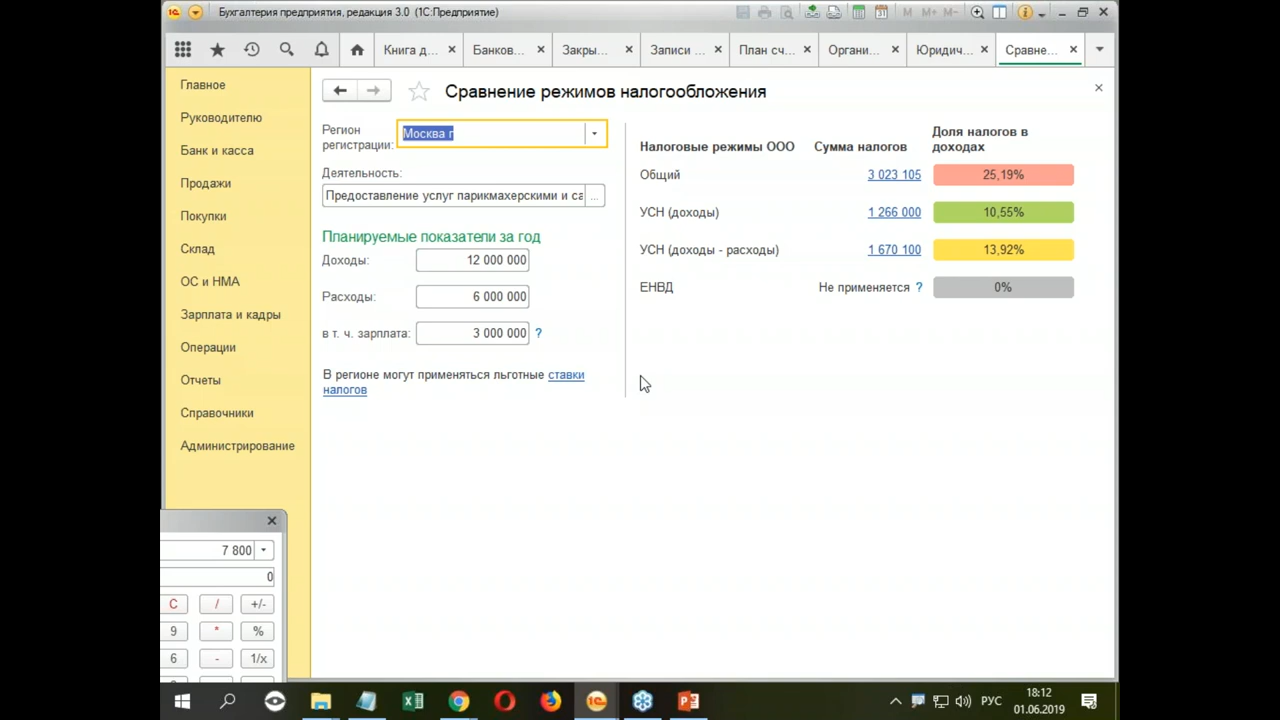 Бухгалтерия предприятия, редакция 3.0 (1С:Предприятие)
M M+ M-
Книга д... Банков... Закры... Записи ... План сч... Органи... Юридич... Сравне...
Главное
Руководителю
Банк и касса
Продажи
Покупки
Склад
ОС и НМА
Зарплата и кадры
Операции
Отчеты
Справочники
Администрирование
Сравнение режимов налогообложения
Регион
регистрации:
Москва г
Деятельность:
Предоставление услуг парикмахерскими и са
...
Планируемые показатели за год
Доходы: 12 000 000
Расходы: 6 000 000
в т. ч. зарплата: 3 000 000 ?
В регионе могут применяться льготные ставки
налогов
Налоговые режимы ООО Сумма налогов Доля налогов в
доходах
Общий 3 023 105 25,19%
УСН (доходы) 1 266 000 10,55%
УСН (доходы - расходы) 1 670 100 13,92%
ЕНВД Не применяется ? 0%
7 800
0
C / +/-
9 * %
6 - 1/x
РУС
18:12
01.06.2019